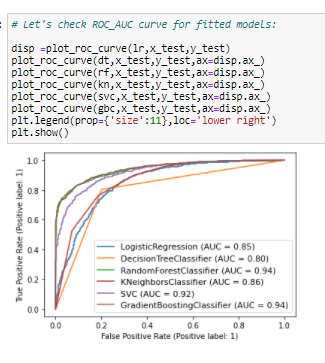 # Let's check ROC_AUC curve for fitted models:
disp =plot_roc_curve(lr,x_test,y_test)
plot_roc_curve(dt,x_test,y_test,ax=disp.ax_)
plot_roc_curve(rf,x_test,y_test,ax=disp.ax_)
plot_roc_curve(kn,x_test,y_test,ax=disp.ax_)
plot_roc_curve(svc,x_test,y_test,ax=disp.ax_)
plot_roc_curve(gbc,x_test,y_test,ax=disp.ax_)
plt.legend(prop={'size':11},loc='lower right')
plt.show()
True Positive Rate (Positive label: 1)
1.0
0.8
0.6
0.4
0.2
0.0
LogisticRegression (AUC = 0.85)
DecisionTreeClassifier (AUC = 0.80)
RandomForestClassifier (AUC = 0.94)
KNeighborsClassifier (AUC = 0.86)
SVC (AUC = 0.92)
GradientBoostingClassifier (AUC = 0.94)
0.0 0.2 0.4 0.6 0.8 1.0
False Positive Rate (Positive label: 1)